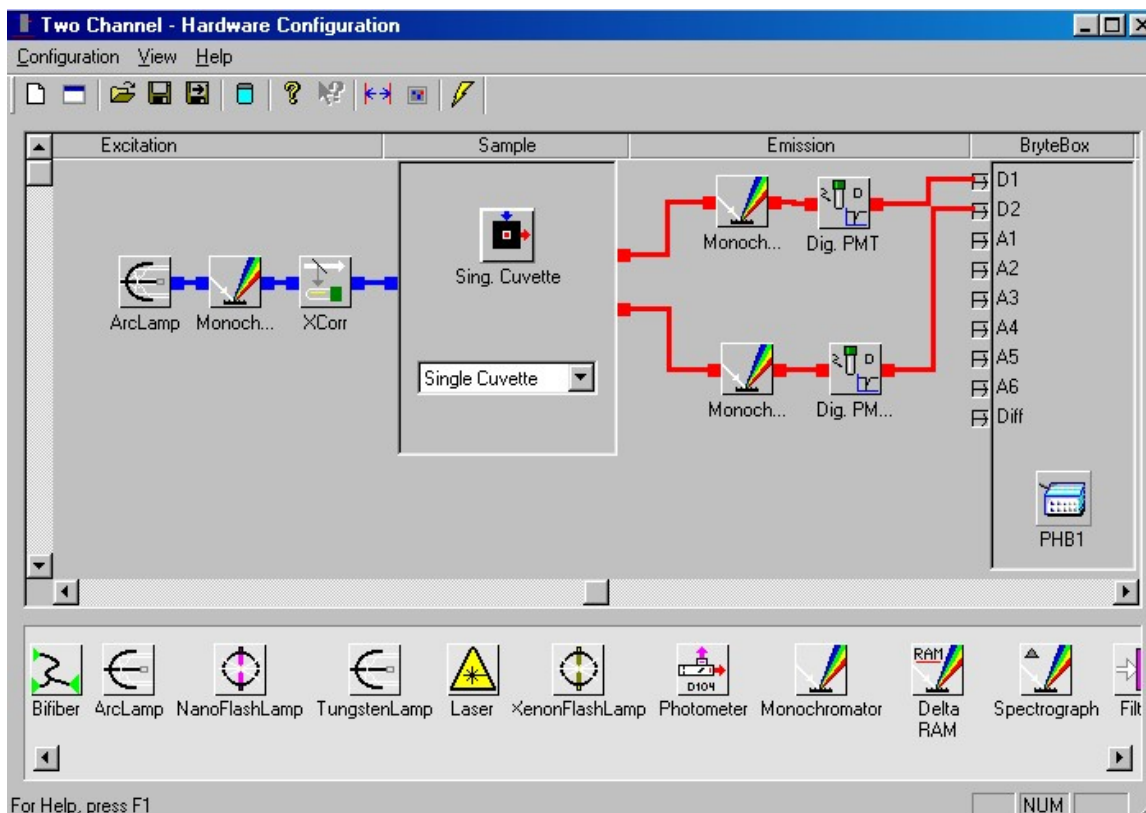 Two Channel - Hardware Configuration
Configuration View Help
Excitation Sample Emission BryteBox
D1
D2
Monoch... Dig. PMT
A1
A2
Sing. Cuvette
A3
ArcLamp Monoch... XCorr
A4
A5
Single Cuvette
A6
Monoch... Dig. PM...
Diff
PHB1
RAM
D104
Bifiber ArcLamp NanoFlashLamp TungstenLamp Laser XenonFlashLamp Photometer Monochromator Delta RAM Spectrograph Filt
For Help, press F1 NUM